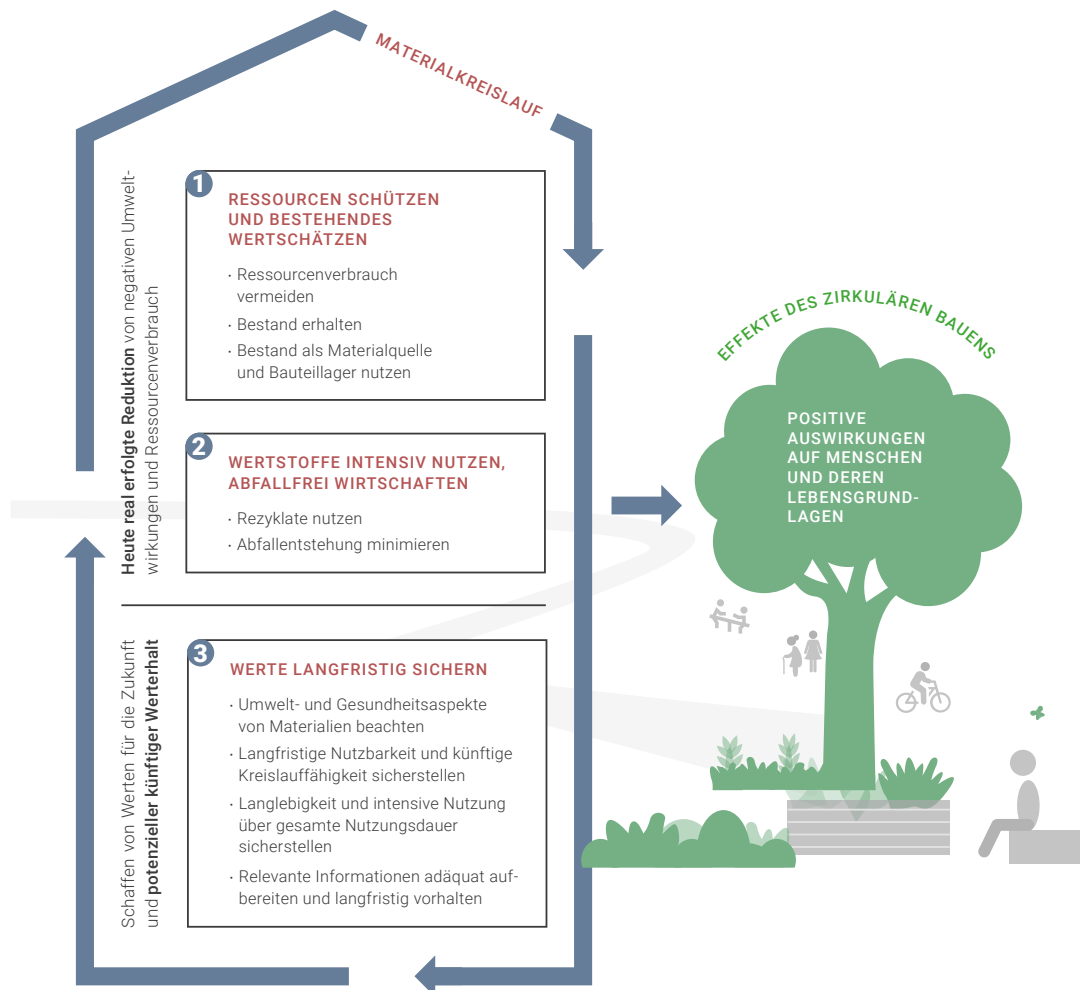 MATERIALKREISLAUF
Heute real erfolgte Reduktion von negativen Umwelt-
wirkungen und Ressourcenverbrauch
1
RESSOURCEN SCHÜTZEN
UND BESTEHENDES
WERTSCHÄTZEN
· Ressourcenverbrauch
vermeiden
· Bestand erhalten
· Bestand als Materialquelle
und Bauteillager nutzen
2
WERTSTOFFE INTENSIV NUTZEN,
ABFALLFREI WIRTSCHAFTEN
· Rezyklate nutzen
· Abfallentstehung minimieren
Schaffen von Werten für die Zukunft
und potenzieller künftiger Werterhalt
3
WERTE LANGFRISTIG SICHERN
· Umwelt- und Gesundheitsaspekte
von Materialien beachten
· Langfristige Nutzbarkeit und künftige
Kreislauffähigkeit sicherstellen
· Langlebigkeit und intensive Nutzung
über gesamte Nutzungsdauer
sicherstellen
· Relevante Informationen adäquat auf-
bereiten und langfristig vorhalten
EFFEKTE DES ZIRKULÄREN BAUENS
POSITIVE
AUSWIRKUNGEN
AUF MENSCHEN
UND DEREN
LEBENSGRUND-
LAGEN